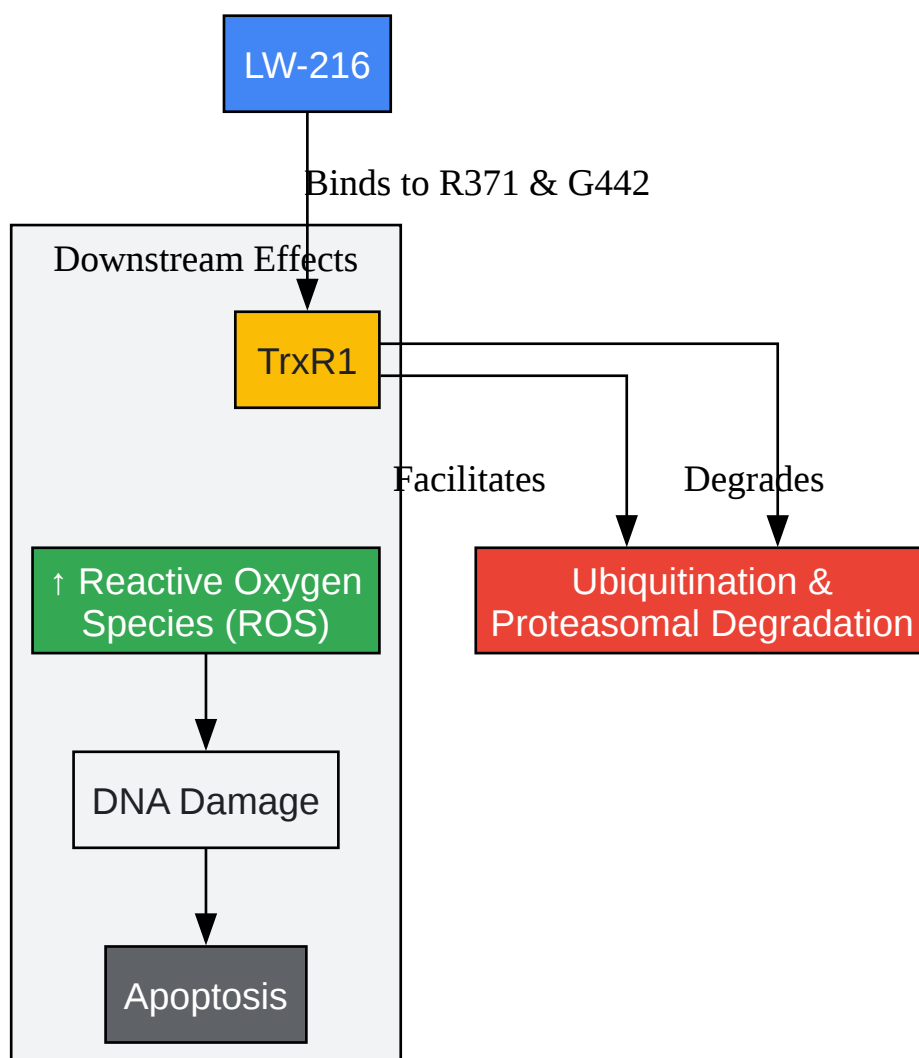 LW-216
Binds to R371 & G442
Downstream Effects
TrxR1
Facilitates
Degrades
↑ Reactive Oxygen
Species (ROS)
Ubiquitination &
Proteasomal Degradation
DNA Damage
Apoptosis